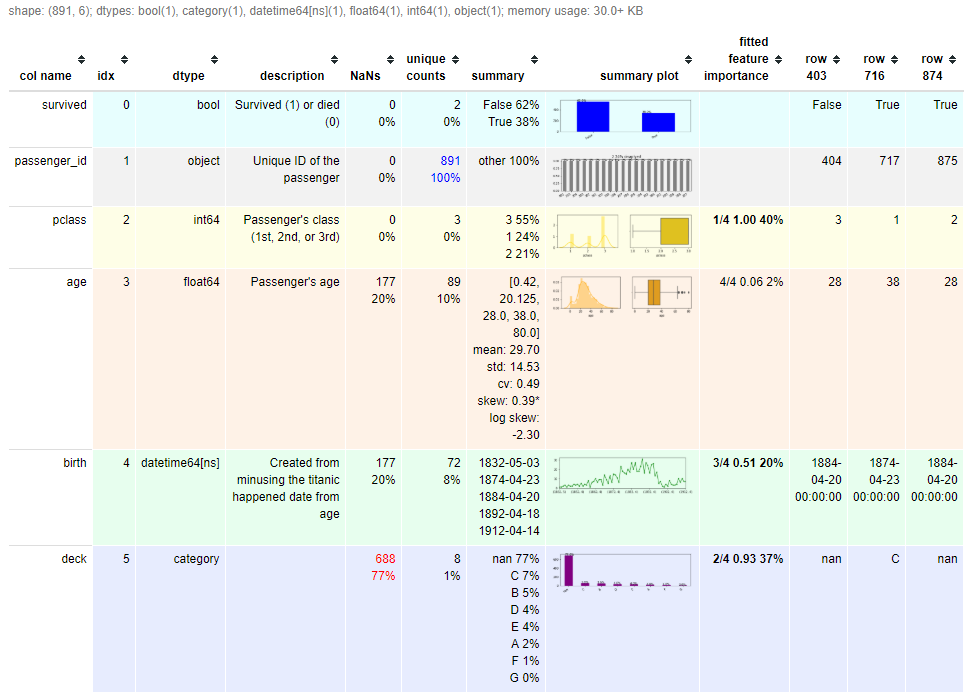 shape: (891, 6); dtypes: bool(1), category(1), datetime64[ns](1), float64(1), int64(1), object(1); memory usage: 30.0+ KB
col name idx dtype description NaNs unique counts summary summary plot fitted feature importance row 403 row 716 row 874
survived 0 bool Survived (1) or died 0 2 False 62% False True True
(0) 0% 0% True 38%
passenger_id 1 object Unique ID of the 0 891 other 100% 404 717 875
passenger 0% 100%
pclass 2 int64 Passenger's class 0 3 3 55% 1/4 1.00 40% 3 1 2
(1st, 2nd, or 3rd) 0% 0% 1 24%
2 21%
age 3 float64 Passenger's age 177 89 [0.42, 4/4 0.06 2% 28 38 28
20% 10% 20.125,
28.0, 38.0,
80.0]
mean: 29.70
std: 14.53
cv: 0.49
skew: 0.39*
log skew:
-2.30
birth 4 datetime64[ns] Created from 177 72 1832-05-03 3/4 0.51 20% 1884- 1874- 1884-
minusing the titanic 20% 8% 1874-04-23 04-20 04-23 04-20
happened date from 1884-04-20 00:00:00 00:00:00 00:00:00
age 1892-04-18
1912-04-14
deck 5 category 688 8 nan 77% 2/4 0.93 37% nan C nan
77% 1% C 7%
B 5%
D 4%
E 4%
A 2%
F 1%
G 0%